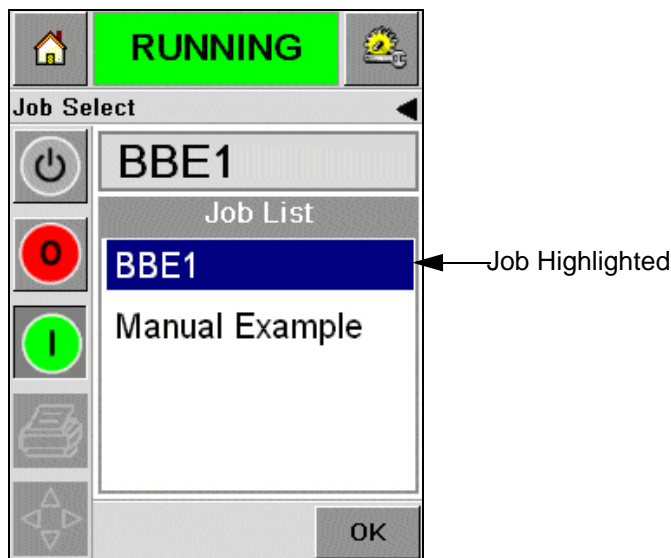 RUNNING
Job Select
BBE1
Job List
BBE1
Job Highlighted
Manual Example
O
I
OK